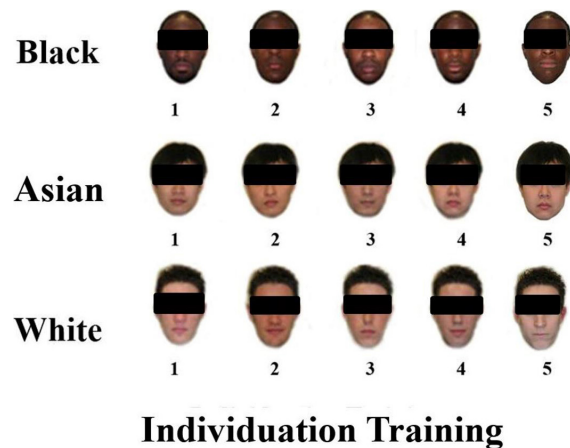 Black
1 2 3 4 5
Asian
1 2 3 4 5
White
1 2 3 4 5
Individuation Training